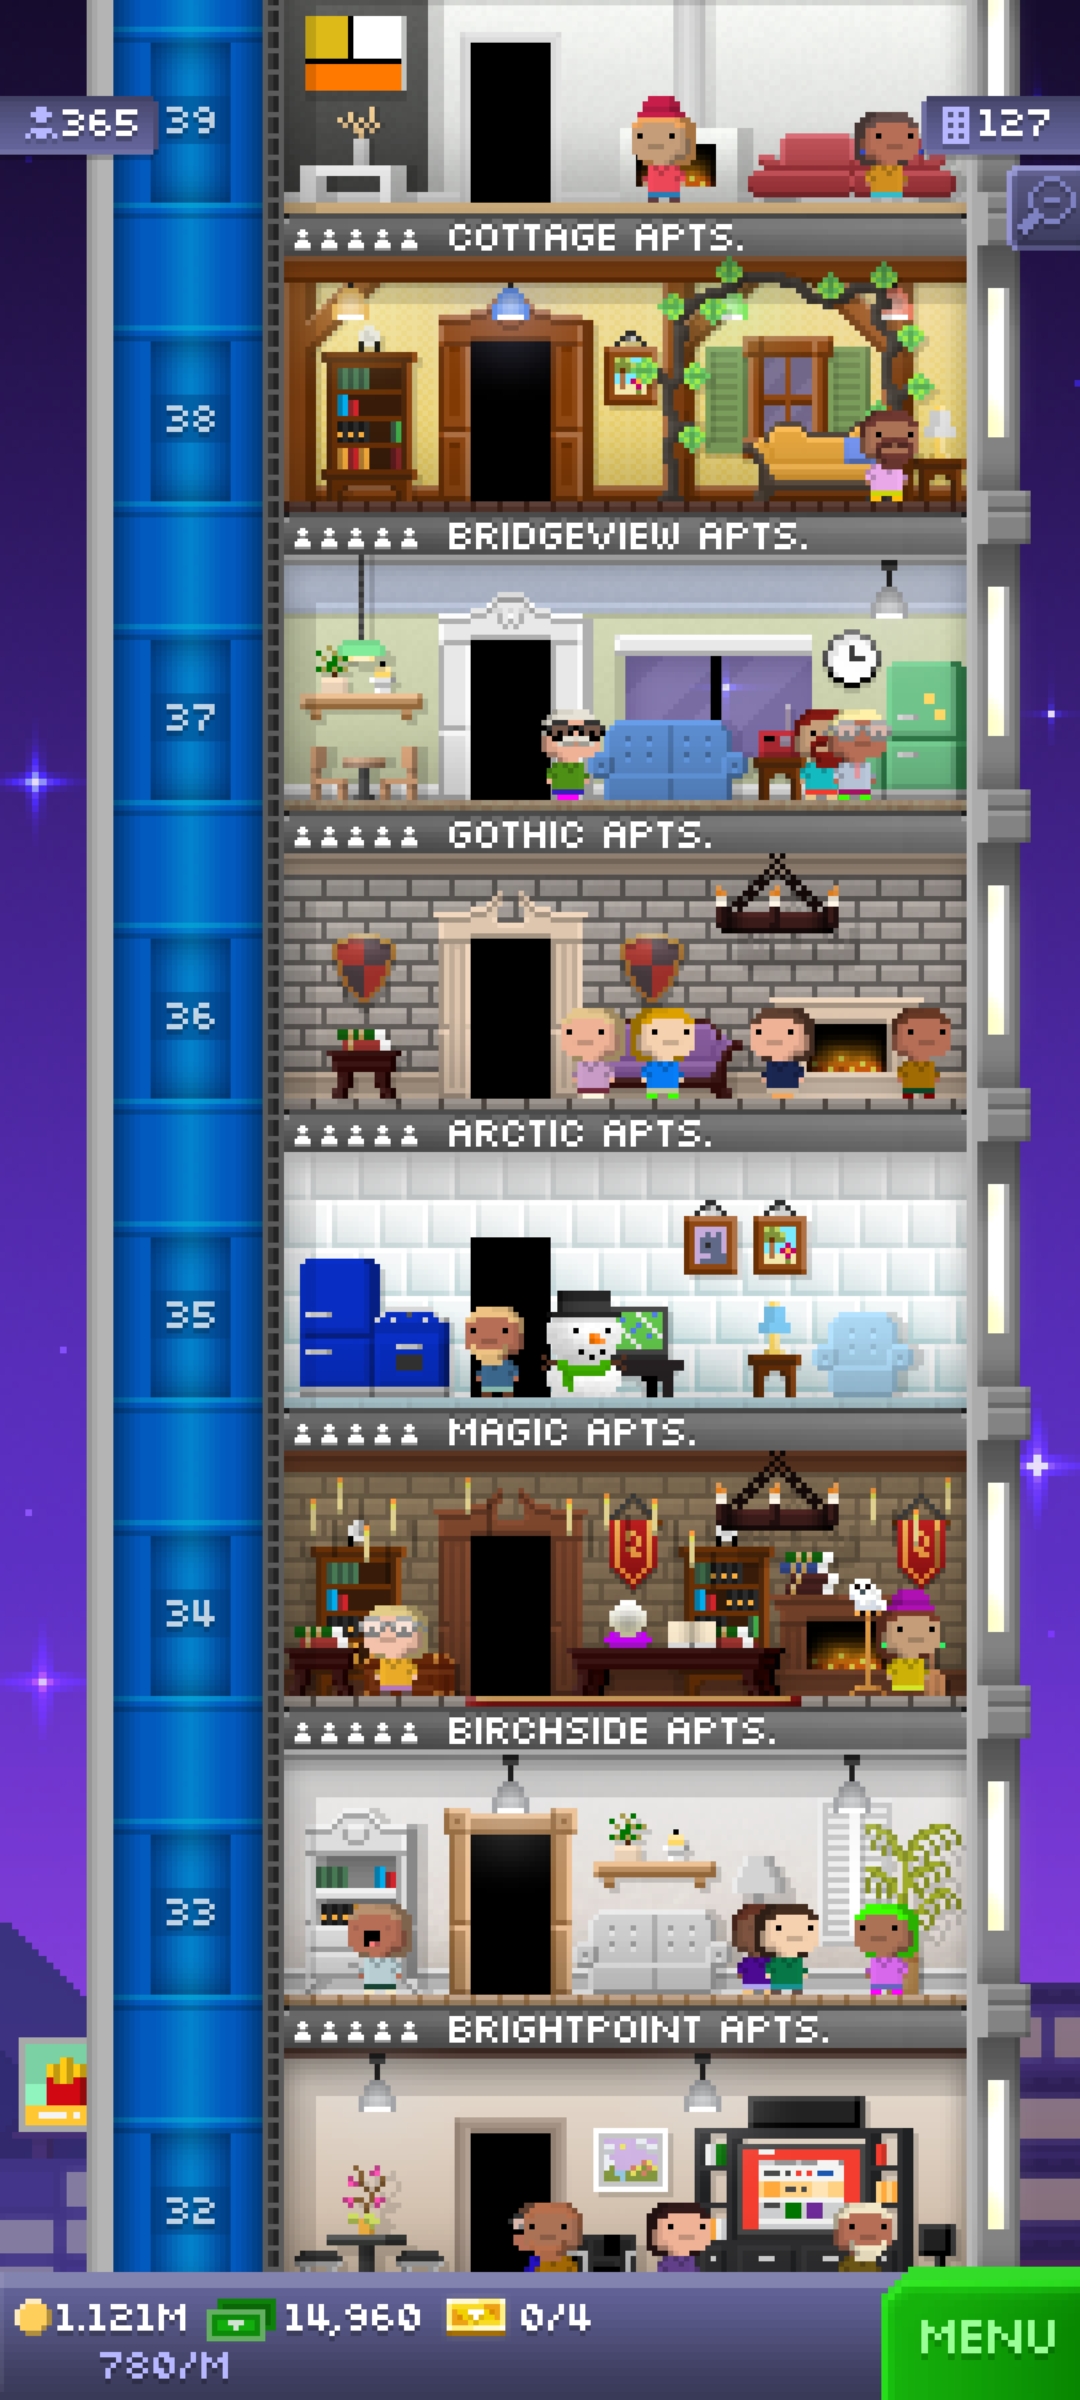 39
365
127
COTTAGE APTS.
38
BRIDGEVIEW APTS.
37
GOTHIC APTS.
36
ARCTIC APTS.
35
MAGIC APTS.
34
BIRCHSIDE APTS.
33
BRIGHTPOINT APTS.
32
1.121M 14,960 0/4
780/M
MENU